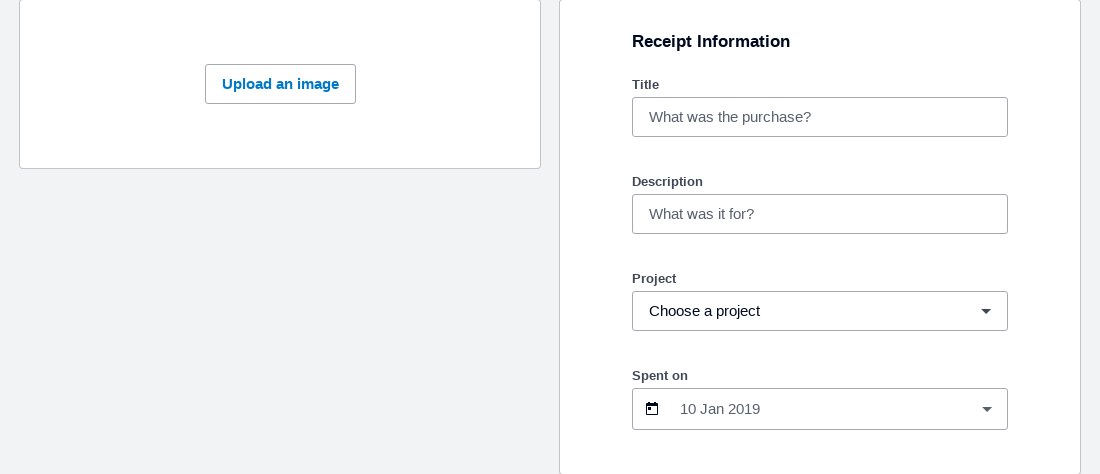 Upload an image
Receipt Information
Title
What was the purchase?
Description
What was it for?
Project
Choose a project
Spent on
10 Jan 2019